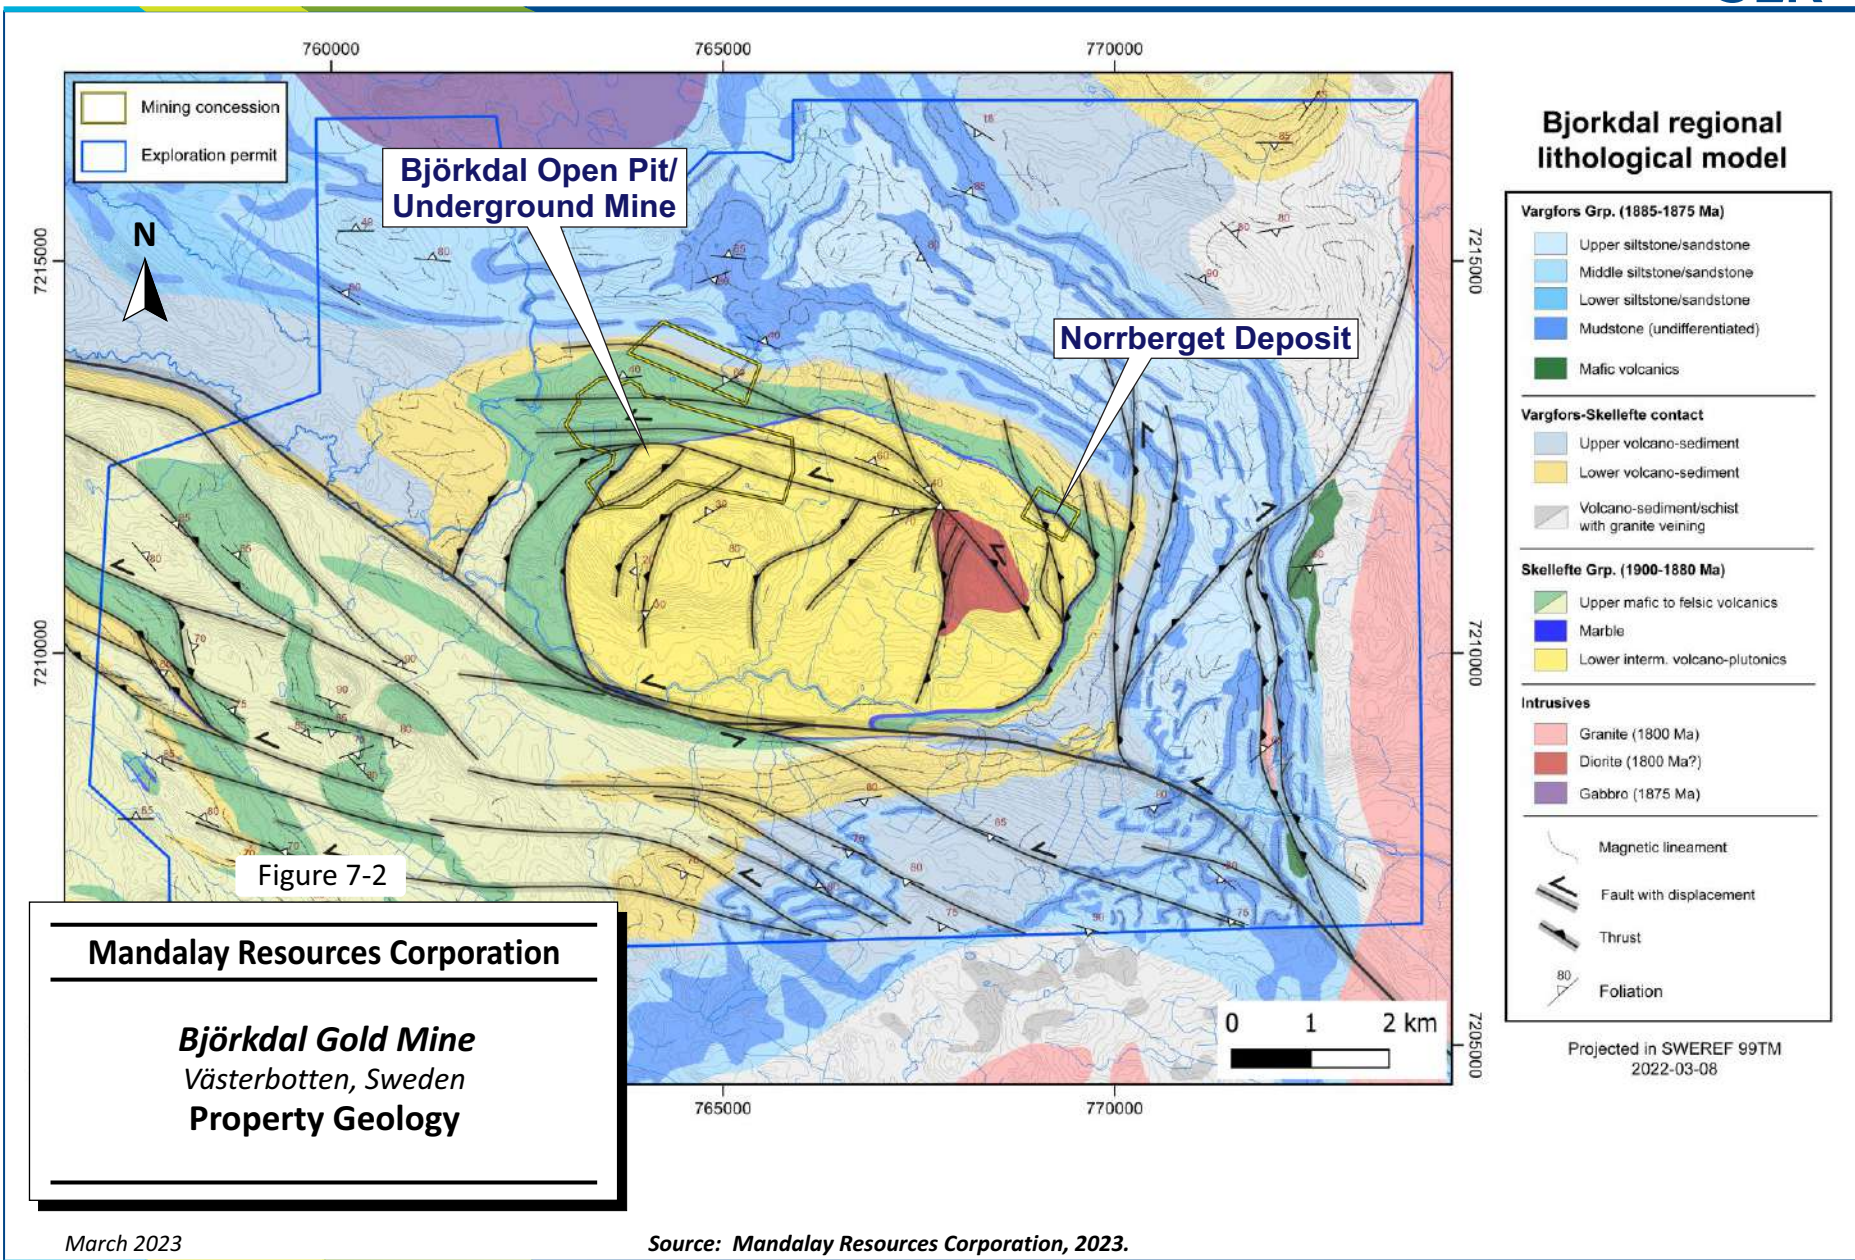 760000
765000
770000
Mining concession
Exploration permit
Björkdal Open Pit/
Underground Mine
N
Norrberget Deposit
7215000
7210000
7215000
7210000
7205000
765000
770000
0 1 2 km
Bjorkdal regional
lithological model
Vargfors Grp. (1885-1875 Ma)
Upper siltstone/sandstone
Middle siltstone/sandstone
Lower siltstone/sandstone
Mudstone (undifferentiated)
Mafic volcanics
Vargfors-Skellefte contact
Upper volcano-sediment
Lower volcano-sediment
Volcano-sediment/schist
with granite veining
Skellefte Grp. (1900-1880 Ma)
Upper mafic to felsic volcanics
Marble
Lower interm. volcano-plutonics
Intrusives
Granite (1800 Ma)
Diorite (1800 Ma?)
Gabbro (1875 Ma)
Magnetic lineament
Fault with displacement
Thrust
80
Foliation
Projected in SWEREF 99TM
2022-03-08
Figure 7-2
Mandalay Resources Corporation
Björkdal Gold Mine
Västerbotten, Sweden
Property Geology
March 2023
Source: Mandalay Resources Corporation, 2023.